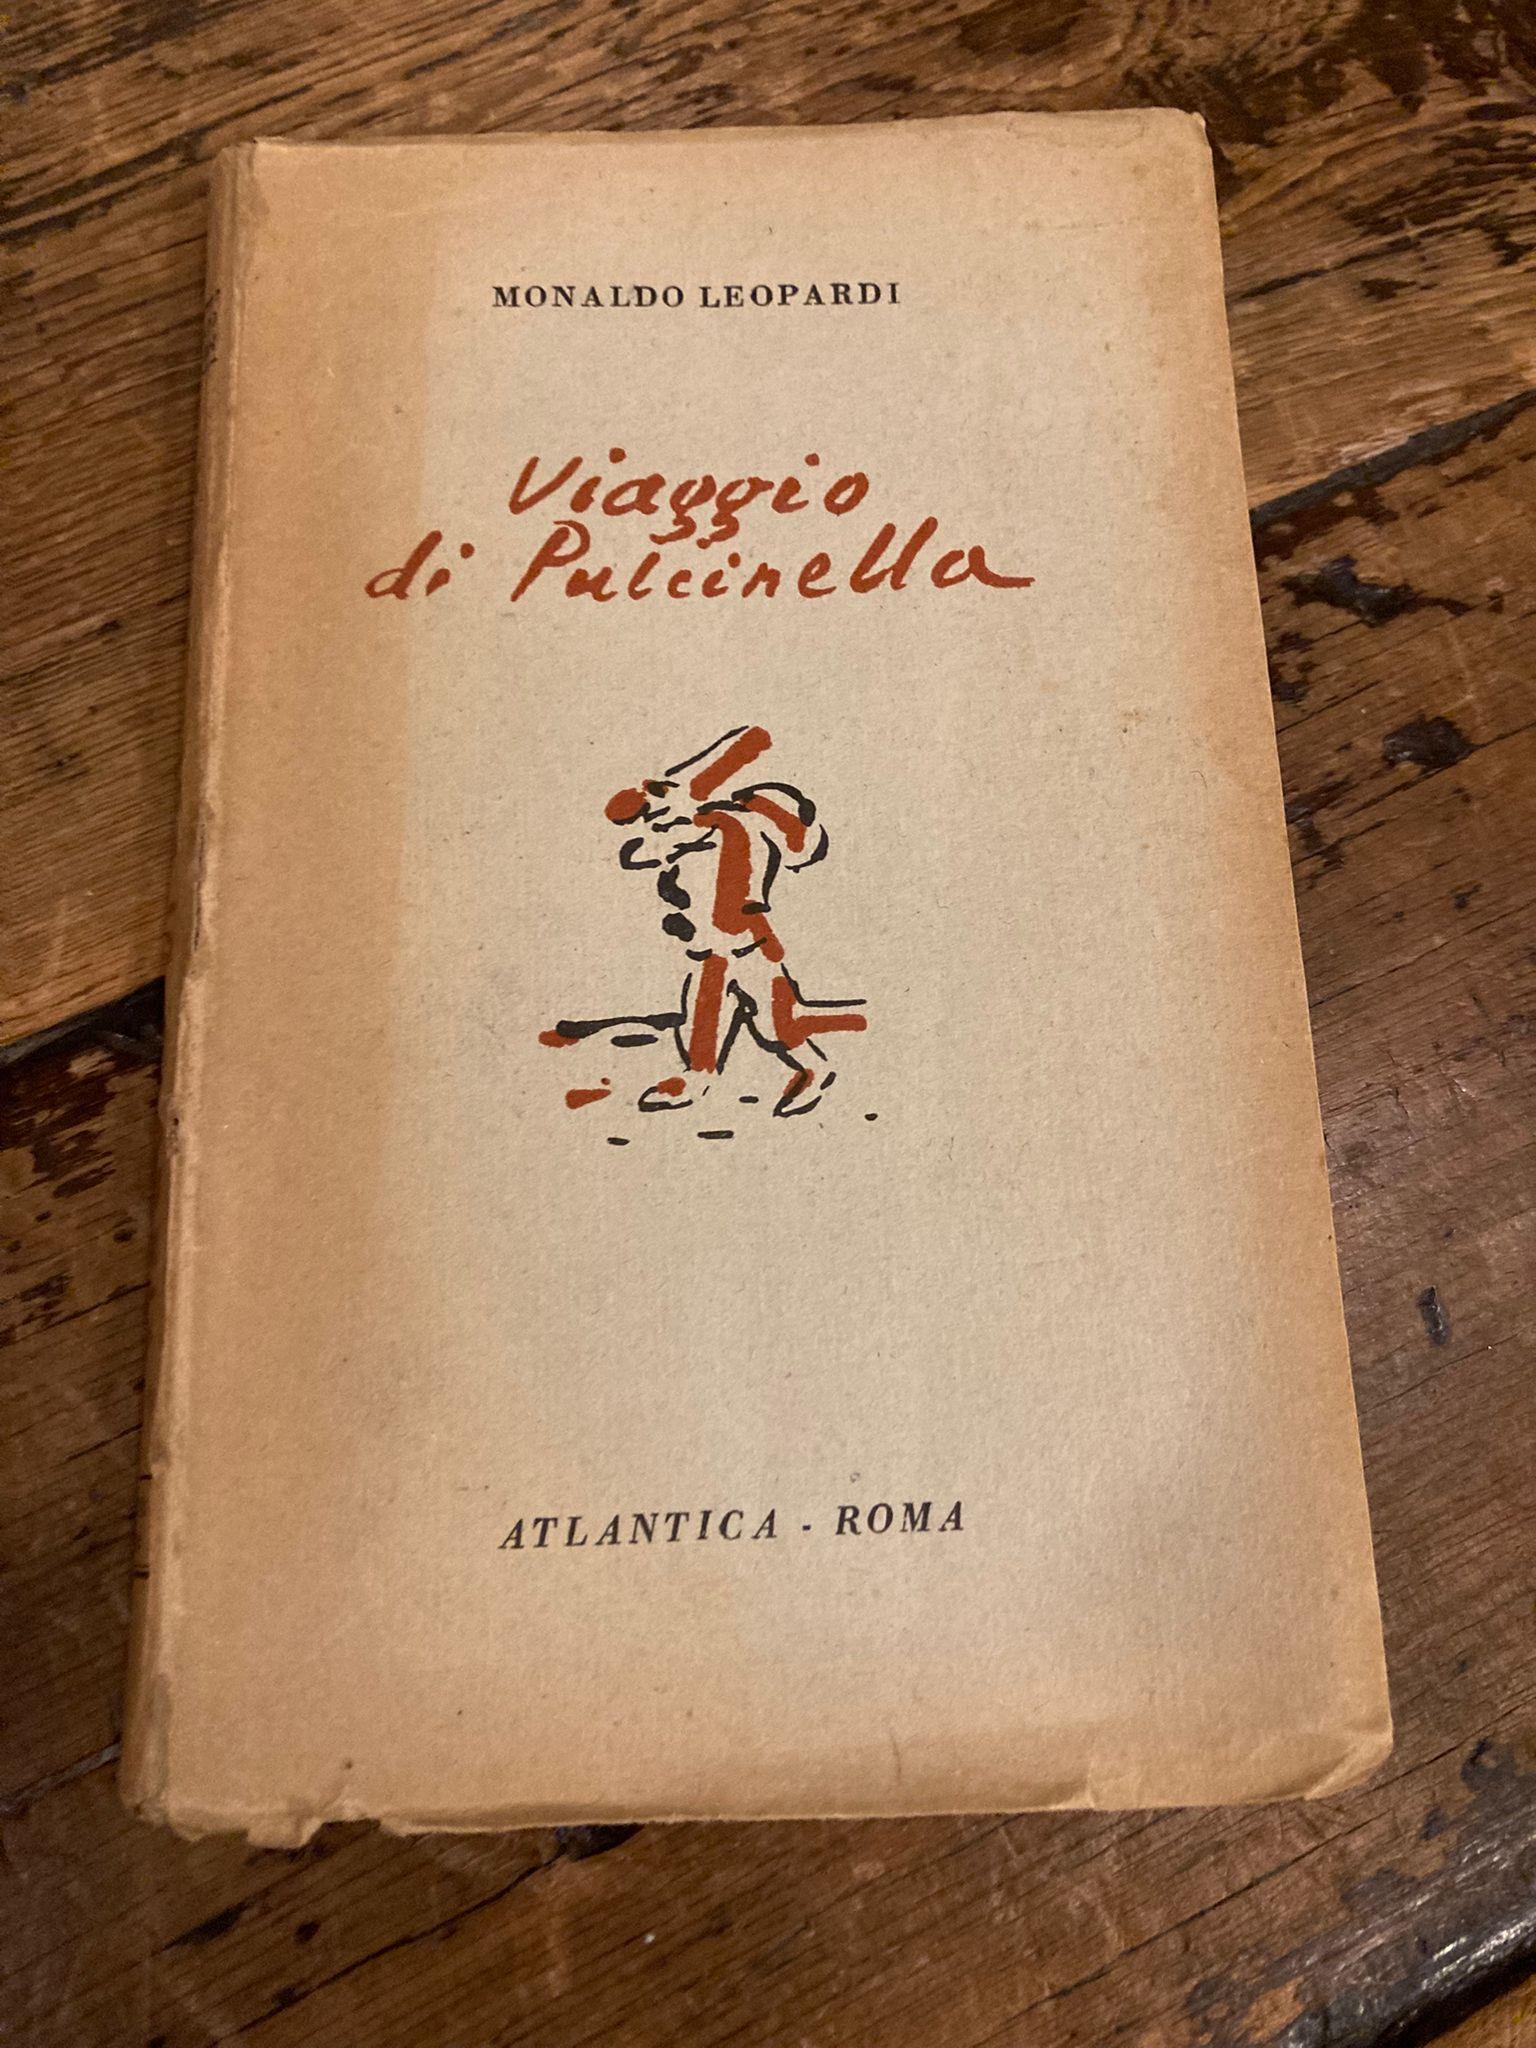 MONALDO LEOPARDI
Viaggio
di Pulcinella
ATLANTICA - ROMA